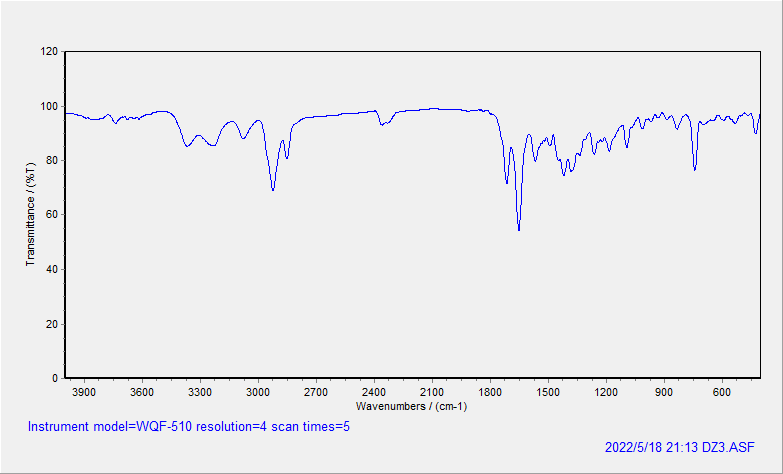 120
100
80
60
40
20
0
Transmittance / (%T)
3900 3600 3300 3000 2700 2400 2100 1800 1500 1200 900 600
Wavenumbers / (cm-1)
Instrument model=WQF-510 resolution=4 scan times=5
2022/5/18 21:13 DZ3.ASF